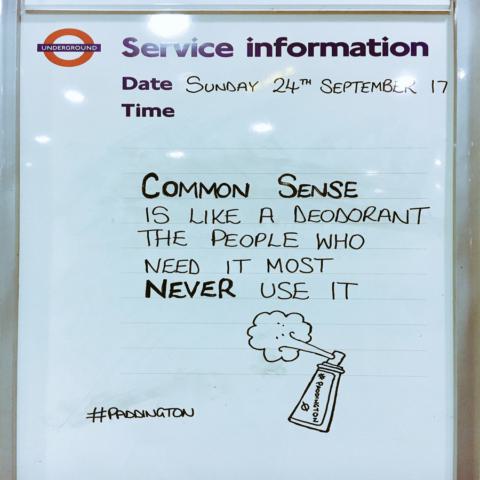 UNDERGROUND
Service information
Date SUNDAY 24TH SEPTEMBER 17
Time
COMMON SENSE
IS LIKE A DEODORANT
THE PEOPLE WHO
NEED IT MOST
NEVER USE IT
#PADDINGTON
#PADDINGTON